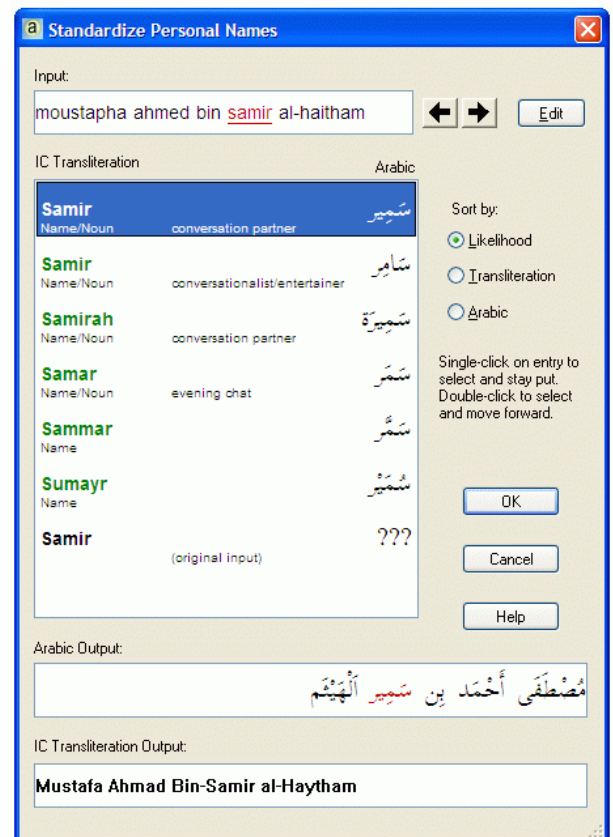 a Standardize Personal Names
Input:
moustapha ahmed bin samir al-haitham
Edit
IC Transliteration Arabic
Samir سَمِير
Name/Noun conversation partner
Samir سَامِر
Name/Noun conversationalist/entertainer
Samirah سَمِيرَة
Name/Noun conversation partner
Samar سَمَر
Name/Noun evening chat
Sammar سَمَّر
Name
Sumayr سُمَيْر
Name
Samir ???
(original input)
Sort by:
Likelihood
Transliteration
Arabic
Single-click on entry to
select and stay put.
Double-click to select
and move forward.
OK
Cancel
Help
Arabic Output:
مُصْطَفَى أَحْمَد بِن سَمِير اَلْهَيْثَم
IC Transliteration Output:
Mustafa Ahmad Bin-Samir al-Haytham